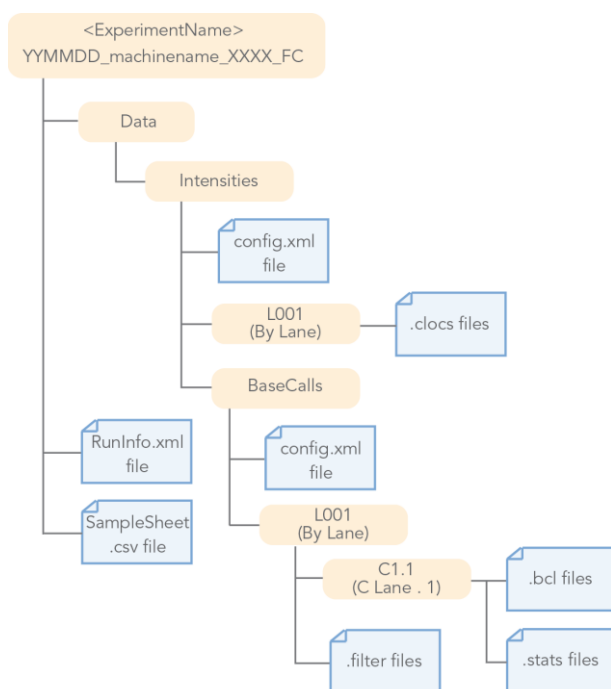 <ExperimentName>
YYMMDD_machinename_XXXX_FC
Data
Intensities
config.xml
file
L001
(By Lane)
.clocs files
BaseCalls
RunInfo.xml
file
config.xml
file
SampleSheet
.csv file
L001
(By Lane)
C1.1
(C Lane . 1)
.bcl files
.filter files
.stats files